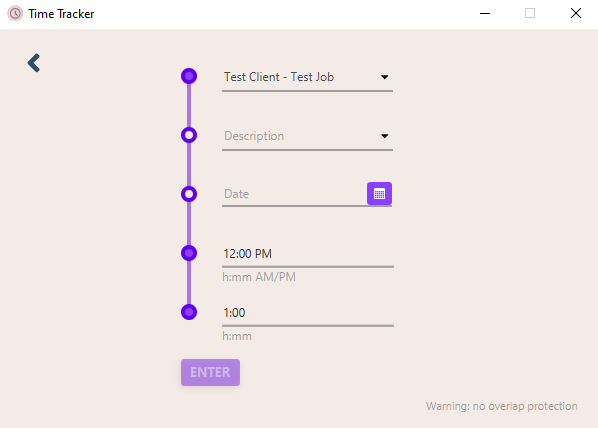 Time Tracker
Test Client - Test Job
Description
Date
12:00 PM
h:mm AM/PM
1:00
h:mm
ENTER
Warning: no overlap protection